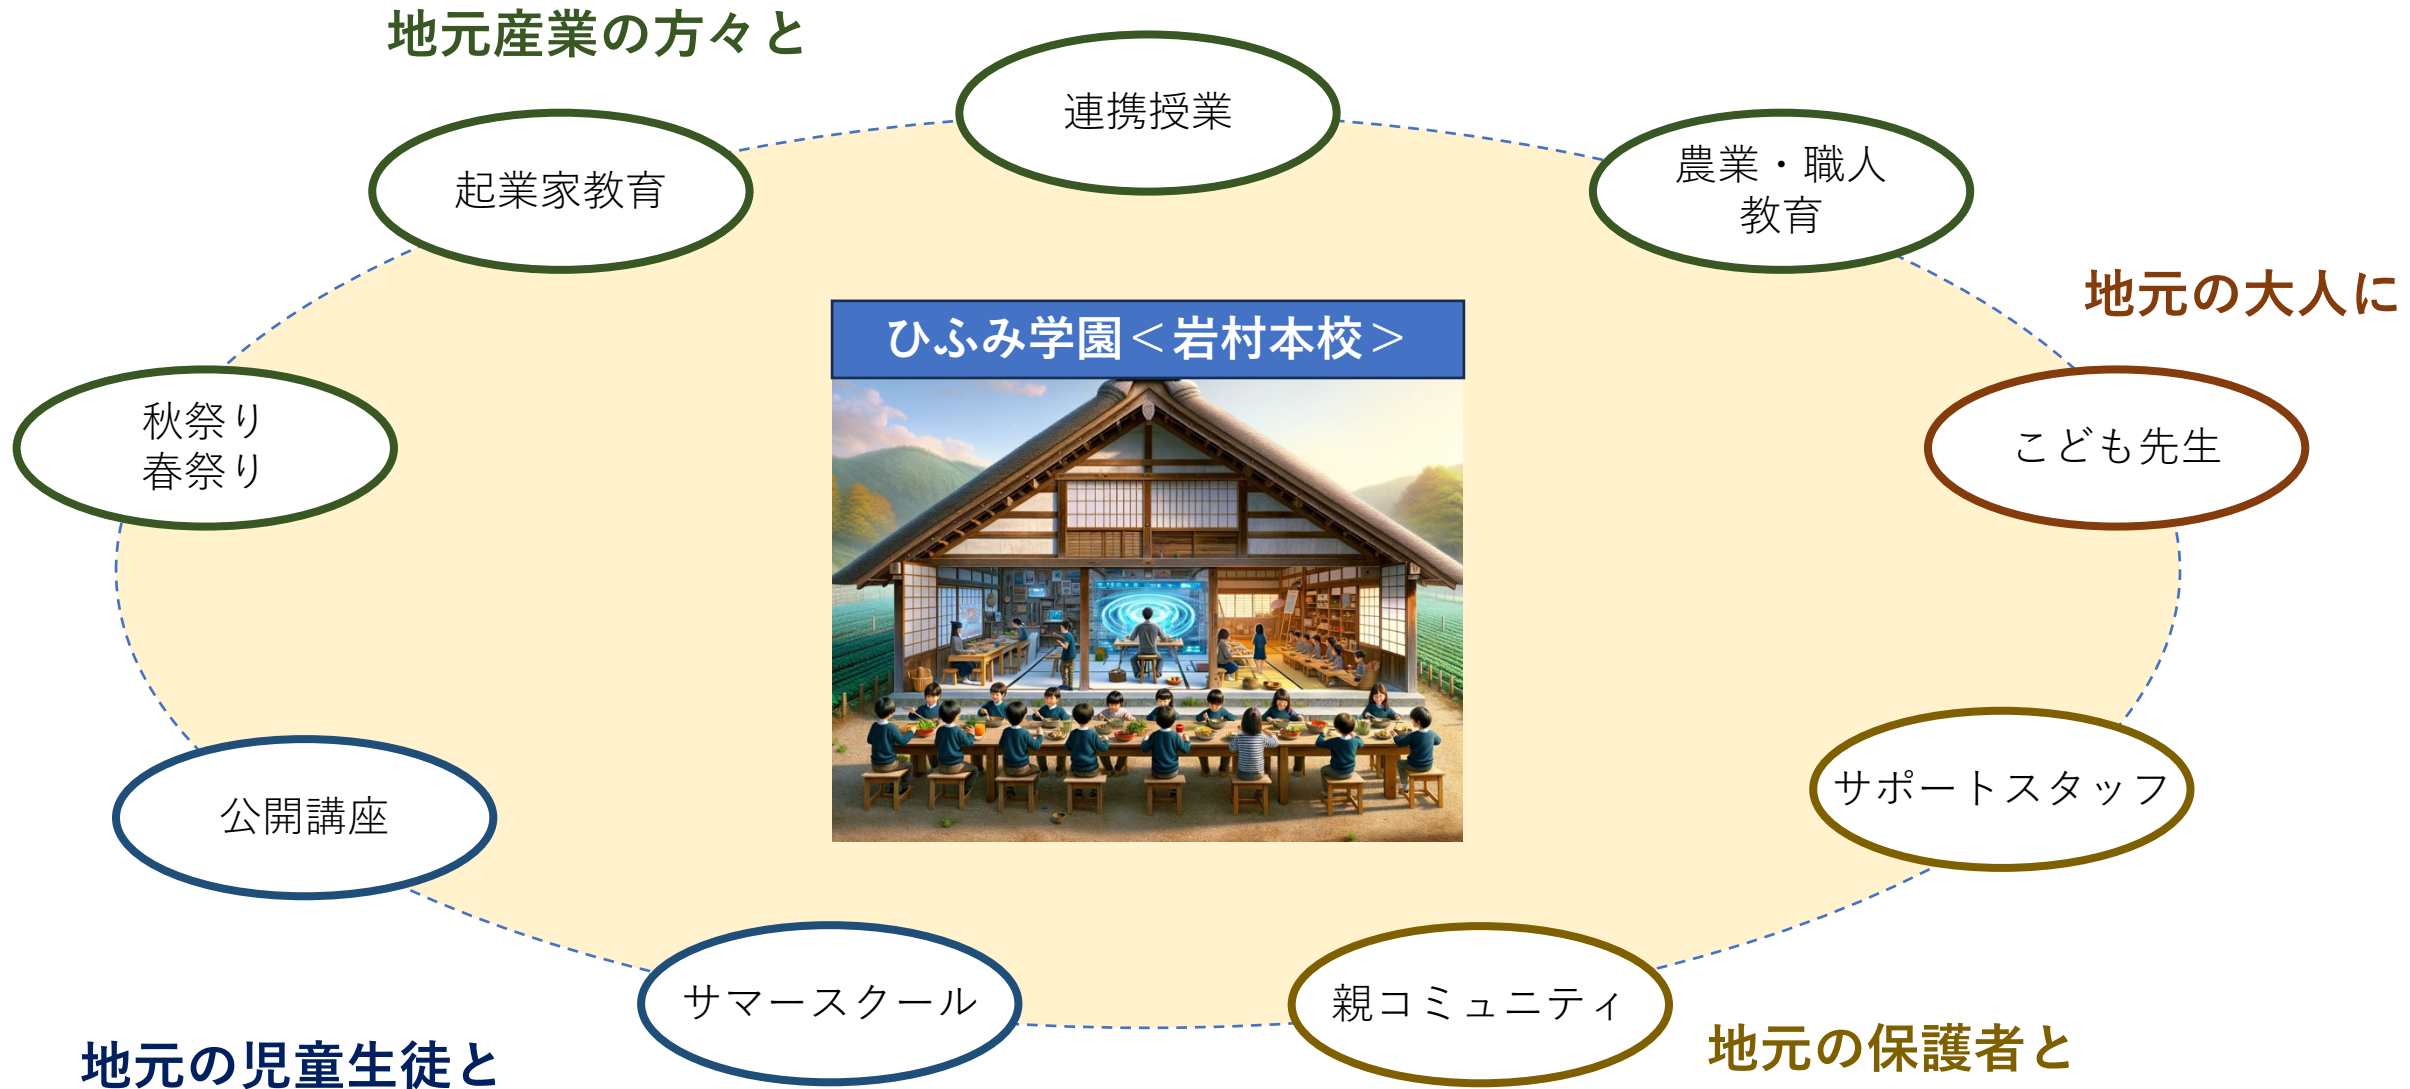 地元産業の方々と
連携授業
起業家教育
農業・職人
教育
地元の大人に
ひふみ学園＜岩村本校＞
秋祭り
春祭り
こども先生
サポートスタッフ
公開講座
サマースクール
親コミュニティ
地元の保護者と
地元の児童生徒と